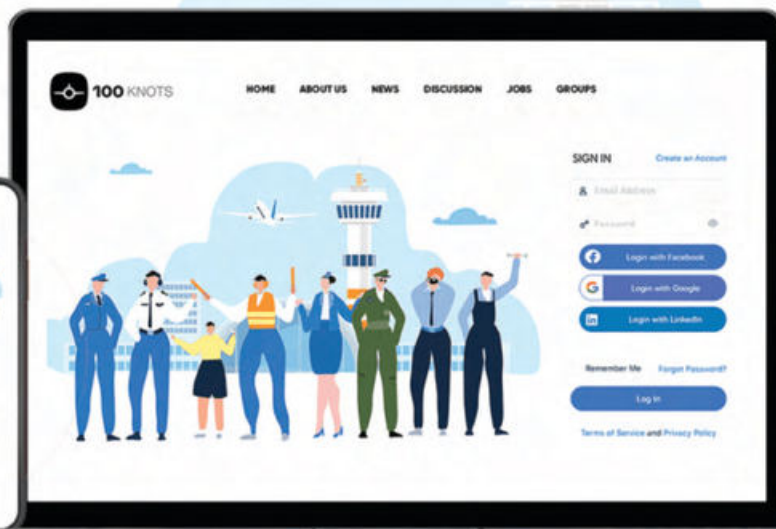 100 KNOTS
HOME ABOUT US NEWS DISCUSSION JOBS GROUPS
SIGN IN Create an Account
Email Address
Password
Login with Facebook
G Login with Google
in Login with LinkedIn
Remember Me Forgot Password?
Log In
Terms of Service and Privacy Policy